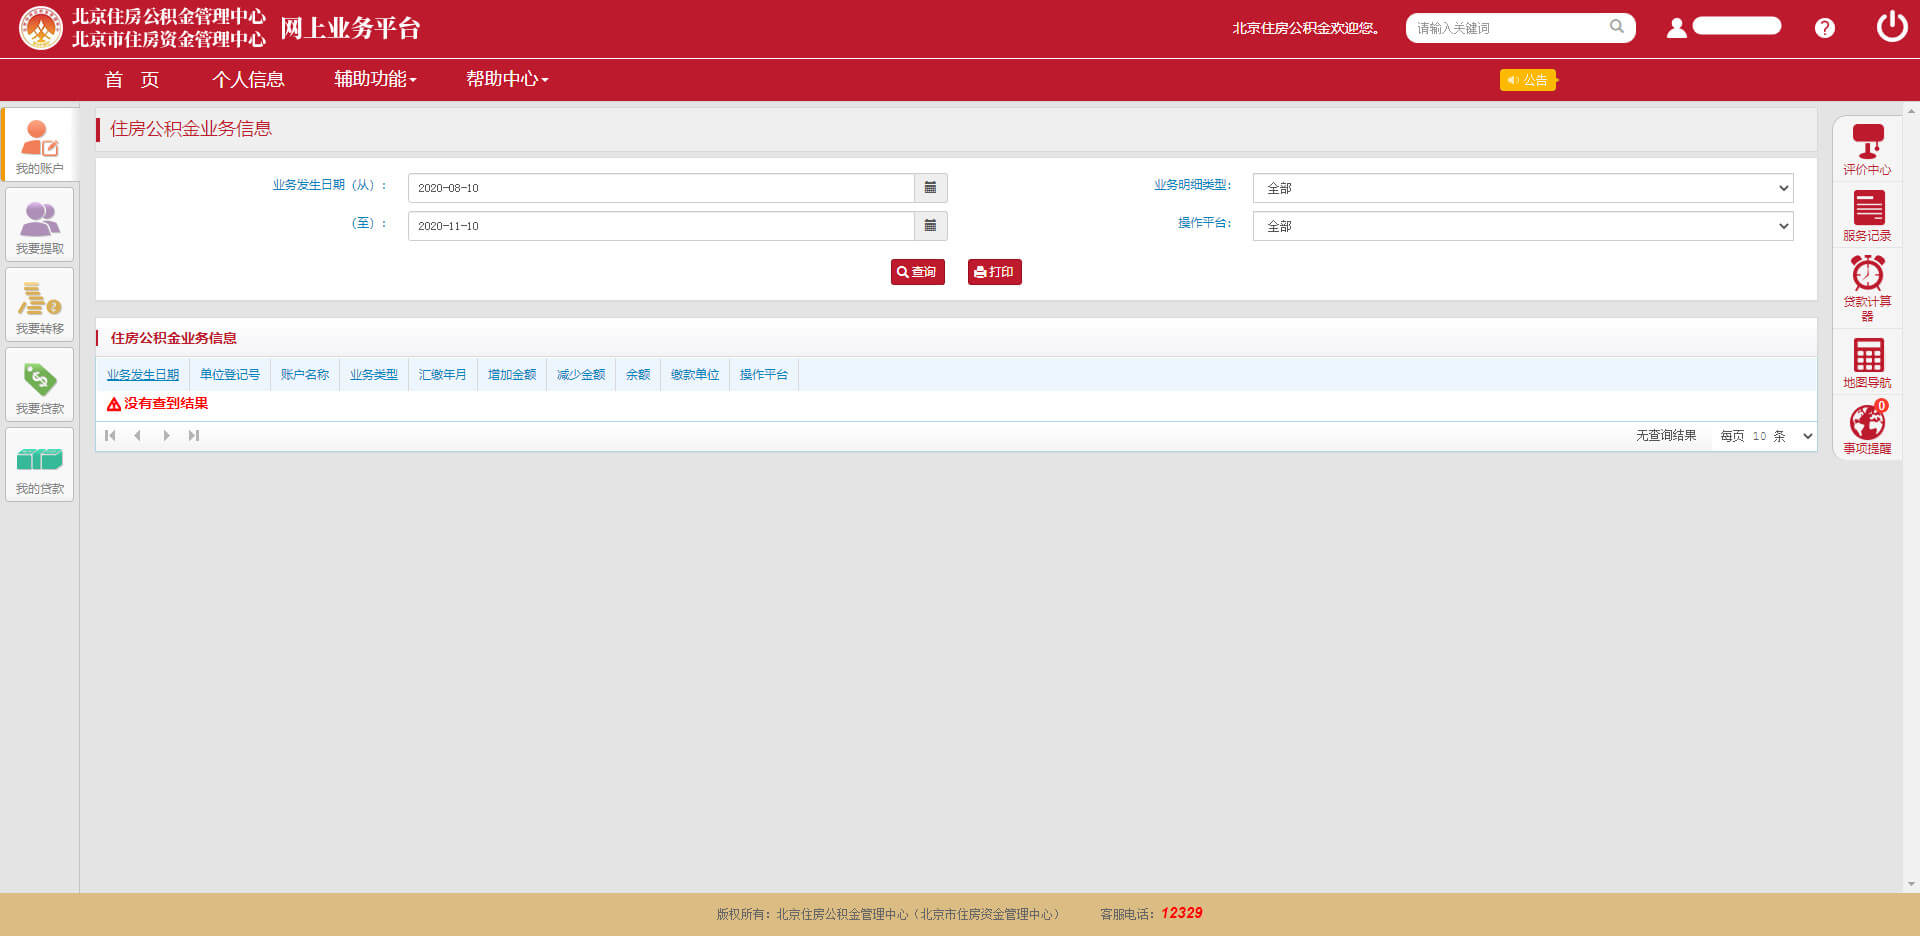 北京住房公积金管理中心
北京市住房资金管理中心
网上业务平台
北京住房公积金欢迎您。
请输入关键词
首 页
个人信息
辅助功能
帮助中心
公告
我的账户
我要提取
我要转移
我要贷款
我的贷款
住房公积金业务信息
业务发生日期（从）：
2020-08-10
业务明细类型：
全部
（至）：
2020-11-10
操作平台：
全部
查询
打印
住房公积金业务信息
业务发生日期 单位登记号 账户名称 业务类型 汇缴年月 增加金额 减少金额 余额 缴款单位 操作平台
没有查到结果
无查询结果
每页 10 条
评价中心
服务记录
贷款计算
器
地图导航
0
事项提醒
版权所有：北京住房公积金管理中心（北京市住房资金管理中心） 客服电话：12329